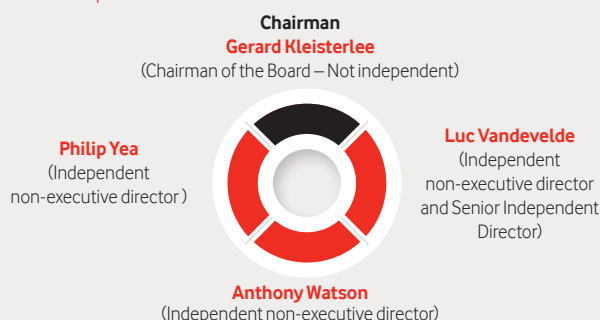 Chairman
Gerard Kleisterlee
(Chairman of the Board – Not independent)
Philip Yea
(Independent
non-executive director)
Luc Vandevelde
(Independent
non-executive director
and Senior Independent
Director)
Anthony Watson
(Independent non-executive director)